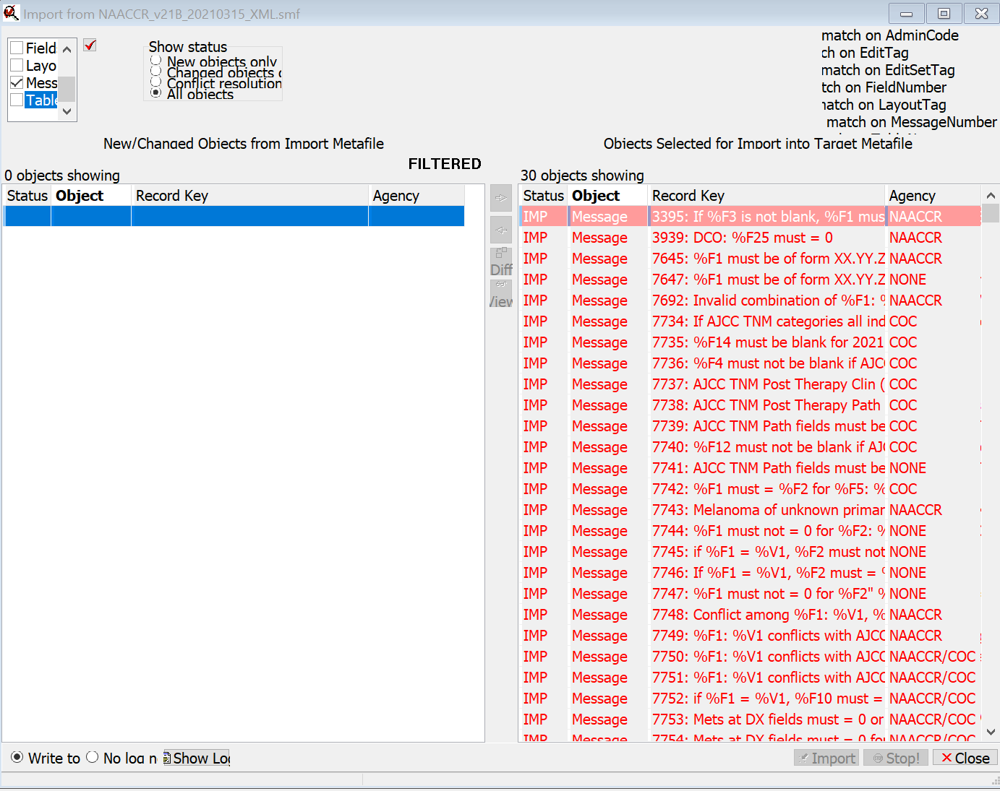 Import from NAACCR_v21B_20210315_XML.smf
Field
Layo
Mess
Table
Show status
New objects only
Changed objects
Conflict resolution
All objects
match on AdminCode
ch on EditTag
match on EditSetTag
tch on FieldNumber
match on LayoutTag
match on MessageNumber
New/Changed Objects from Import Metafile
Objects Selected for Import into Target Metafile
FILTERED
0 objects showing
30 objects showing
Status Object Record Key Agency
Status Object Record Key Agency
Diff
View
IMP Message 3395: If %F3 is not blank, %F1 mus NAACCR
IMP Message 3939: DCO: %F25 must = 0 NAACCR
IMP Message 7645: %F1 must be of form XX.YY.Z NAACCR
IMP Message 7647: %F1 must be of form XX.YY.Z NONE
IMP Message 7692: Invalid combination of %F1: % NAACCR
IMP Message 7734: If AJCC TNM categories all ind COC
IMP Message 7735: %F14 must be blank for 2021 COC
IMP Message 7736: %F4 must not be blank if AJC COC
IMP Message 7737: AJCC TNM Post Therapy Clin ( COC
IMP Message 7738: AJCC TNM Post Therapy Path COC
IMP Message 7739: AJCC TNM Path fields must be COC
IMP Message 7740: %F12 must not be blank if AJ COC
IMP Message 7741: AJCC TNM Path fields must be NONE
IMP Message 7742: %F1 must = %F2 for %F5: % COC
IMP Message 7743: Melanoma of unknown primar NAACCR
IMP Message 7744: %F1 must not = 0 for %F2: % NONE
IMP Message 7745: if %F1 = %V1, %F2 must not NONE
IMP Message 7746: If %F1 = %V1, %F2 must = % NONE
IMP Message 7747: %F1 must not = 0 for %F2" % NONE
IMP Message 7748: Conflict among %F1: %V1, % NAACCR
IMP Message 7749: %F1: %V1 conflicts with AJCC NAACCR
IMP Message 7750: %F1: %V1 conflicts with AJCC NAACCR/COC
IMP Message 7751: %F1: %V1 conflicts with AJCC NAACCR/COC
IMP Message 7752: if %F1 = %V1, %F10 must = NAACCR/COC
IMP Message 7753: Mets at DX fields must = 0 or NAACCR/COC
IMP Message 7754: Mets at DX fields must = 0 for NAACCR/COC
Write to No log n Show Log
Import Stop! Close